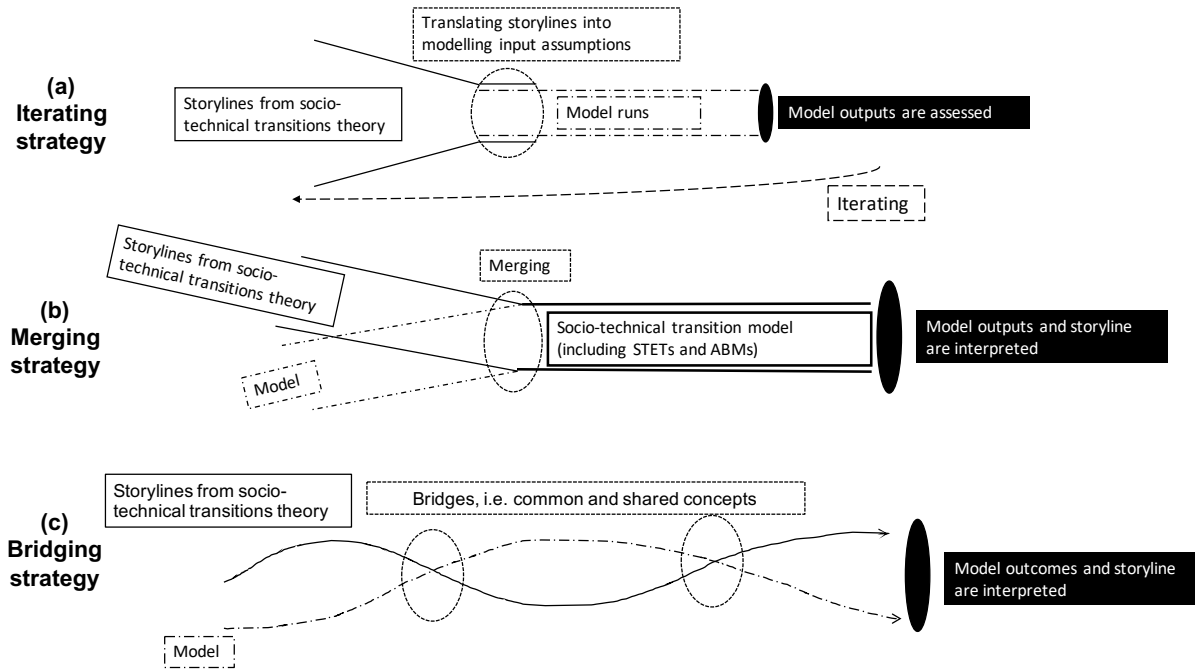 Translating storylines into
modelling input assumptions
(a)
Iterating
strategy
Storylines from socio-
technical transitions theory
Model runs
Model outputs are assessed
Iterating
Storylines from socio-
technical transitions theory
Merging
(b)
Merging
strategy
Socio-technical transition model
(including STETs and ABMs)
Model outputs and storyline
are interpreted
Model
Storylines from socio-
technical transitions theory
Bridges, i.e. common and shared concepts
(c)
Bridging
strategy
Model outcomes and storyline
are interpreted
Model